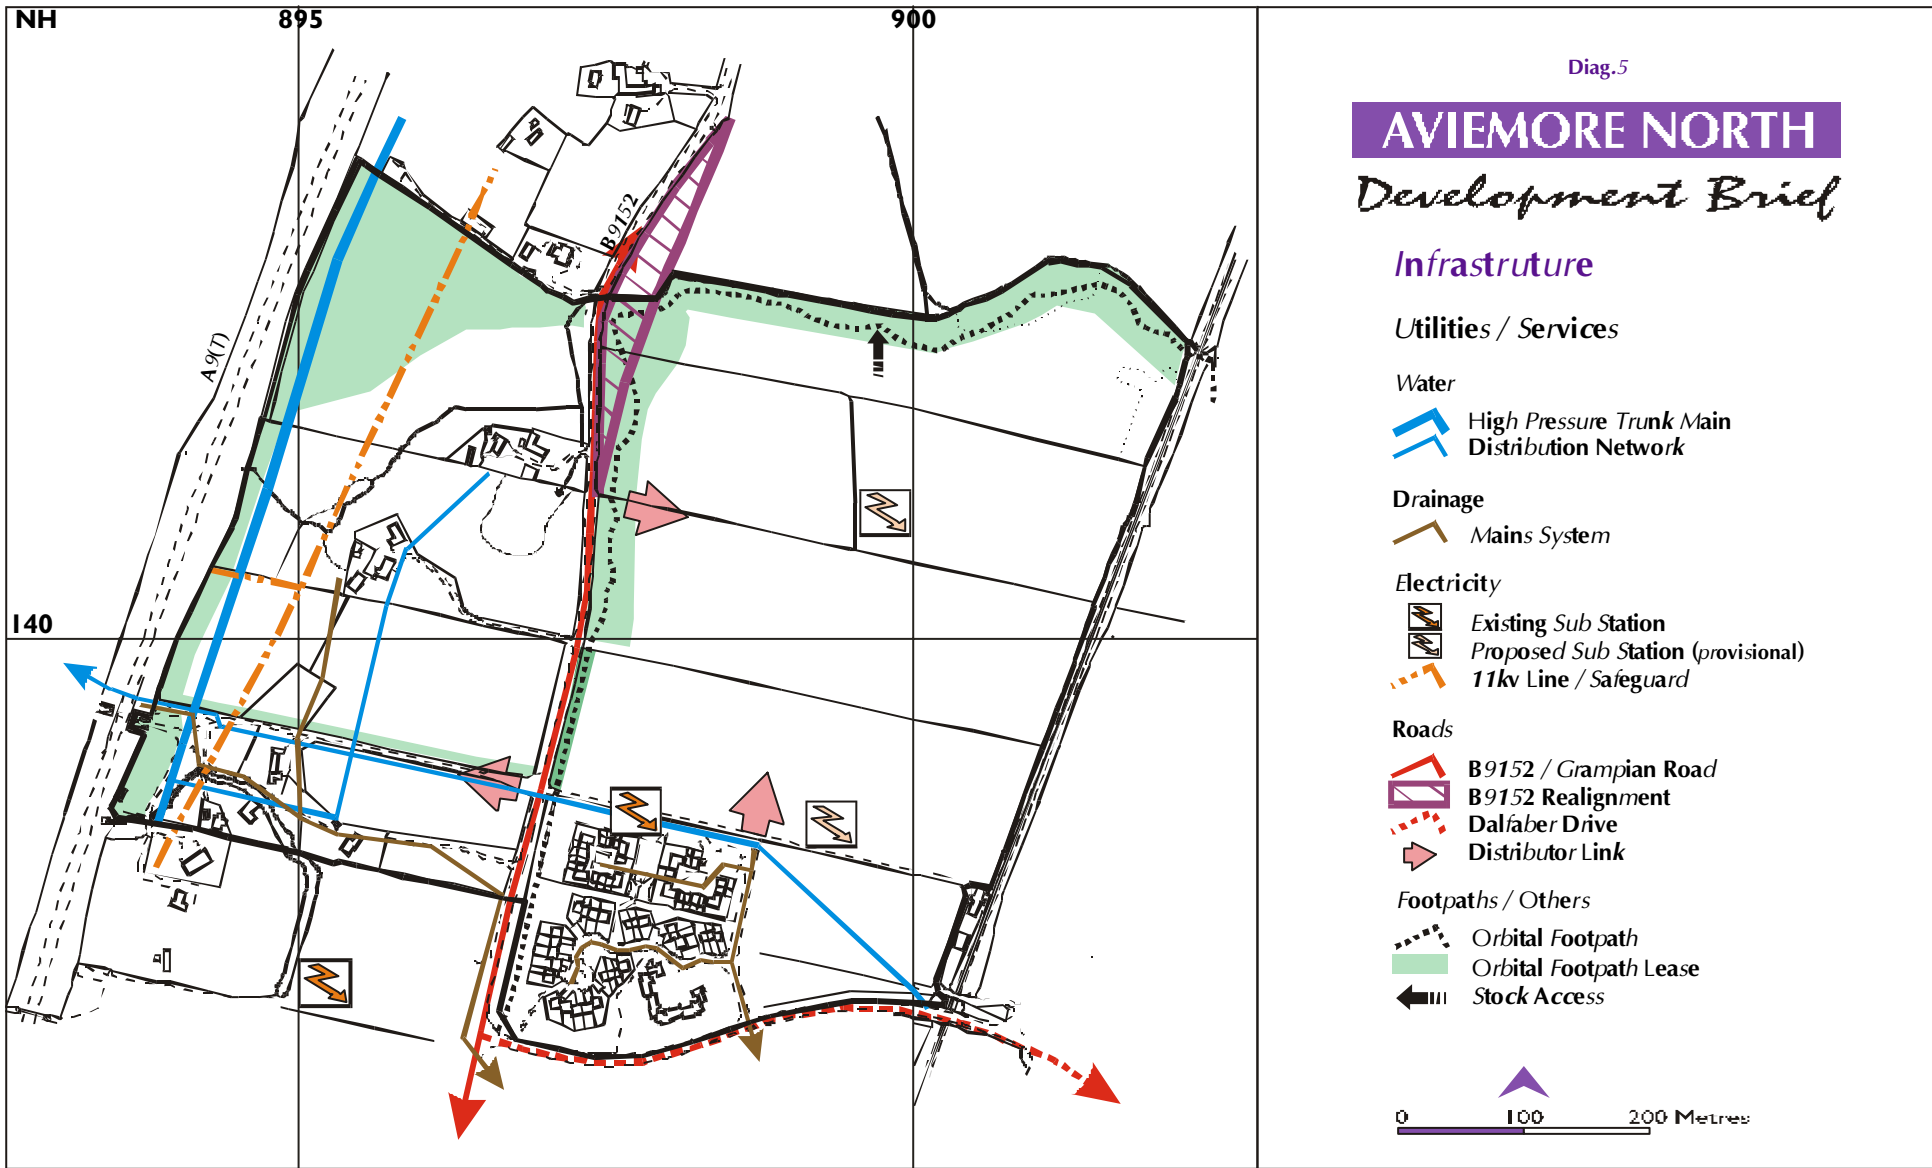 NH
895
900
B9152
A9(T)
140
Diag.5
AVIEMORE NORTH
Development Brief
Infrastruture
Utilities / Services
Water
High Pressure Trunk Main
Distribution Network
Drainage
Mains System
Electricity
Existing Sub Station
Proposed Sub Station (provisional)
11kv Line / Safeguard
Roads
B9152 / Grampian Road
B9152 Realignment
Dalfaber Drive
Distributor Link
Footpaths / Others
Orbital Footpath
Orbital Footpath Lease
Stock Access
0 100 200 Metres